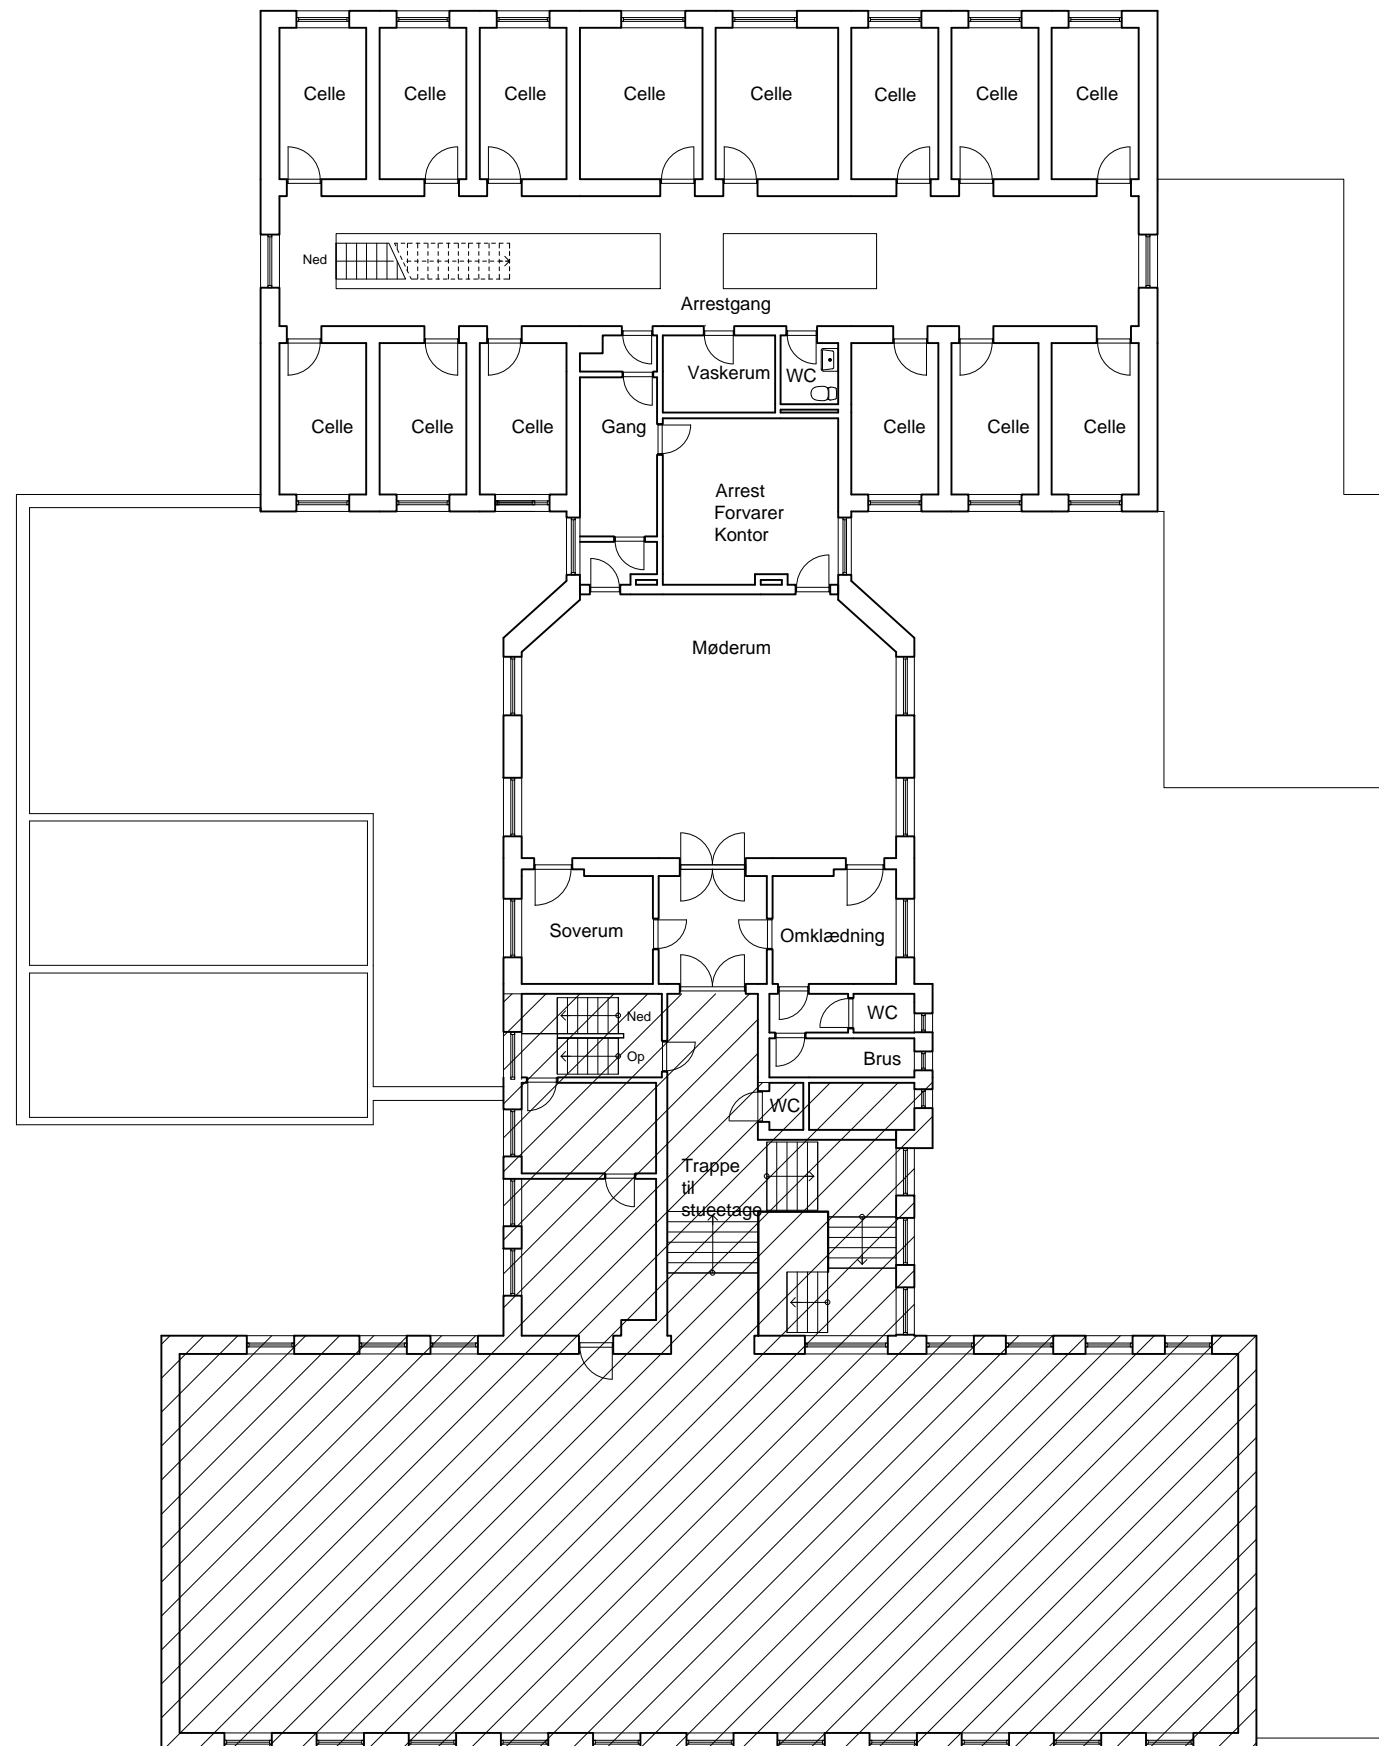 Celle
Celle
Celle
Celle
Celle
Celle
Celle
Celle
Ned
Arrestgang
Vaskerum
WC
Celle
Celle
Celle
Gang
Celle
Celle
Celle
Arrest
Forvarer
Kontor
Møderum
Soverum
Omklædning
Ned
WC
Op
Brus
WC
Trappe
til
stueetage